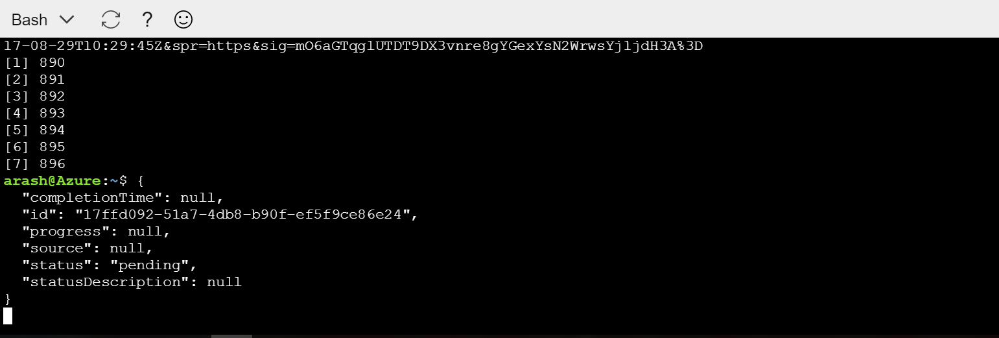 Bash
?
17-08-29T10:29:45Z&spr=https&sig=mO6aGTqglUTDT9DX3vnre8gYGexYsN2WrwsYj1jdH3A%3D
[1] 890
[2] 891
[3] 892
[4] 893
[5] 894
[6] 895
[7] 896
arash@Azure:~$ {
  "completionTime": null,
  "id": "17ffd092-51a7-4db8-b90f-ef5f9ce86e24",
  "progress": null,
  "source": null,
  "status": "pending",
  "statusDescription": null
}